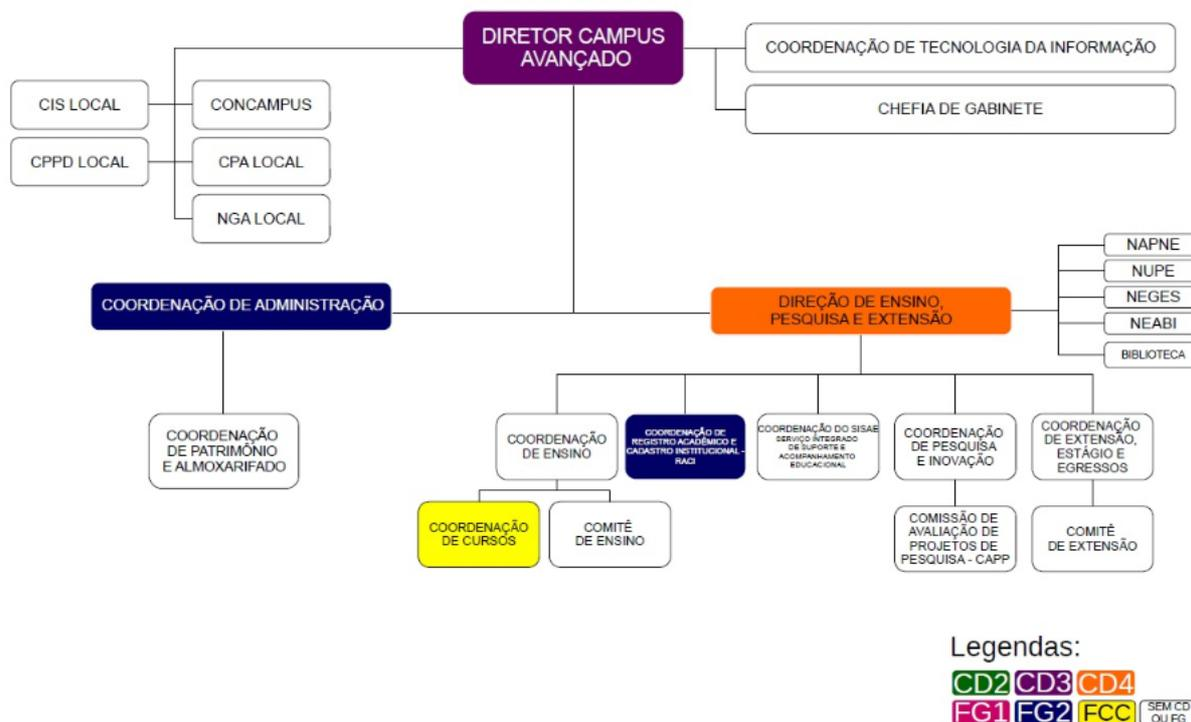 DIRETOR CAMPUS
AVANÇADO
COORDENAÇÃO DE TECNOLOGIA DA INFORMAÇÃO
CHEFIA DE GABINETE
CIS LOCAL
CONCAMPUS
CPPD LOCAL
CPA LOCAL
NGA LOCAL
COORDENAÇÃO DE ADMINISTRAÇÃO
DIREÇÃO DE ENSINO,
PESQUISA E EXTENSÃO
NAPNE
NUPE
NEGES
NEABI
BIBLIOTECA
COORDENAÇÃO
DE PATRIMÔNIO
E ALMOXARIFADO
COORDENAÇÃO
DE ENSINO
COORDENAÇÃO DE
REGISTRO ACADÊMICO E
CADASTRO INSTITUCIONAL -
RACI
COORDENAÇÃO DO SISAE
SERVIÇO INTEGRADO
DE SUPORTE E
ACOMPANHAMENTO
EDUCACIONAL
COORDENAÇÃO
DE PESQUISA
E INOVAÇÃO
COORDENAÇÃO
DE EXTENSÃO,
ESTÁGIO E
EGRESSOS
COORDENAÇÃO
DE CURSOS
COMITÊ
DE ENSINO
COMISSÃO DE
AVALIAÇÃO DE
PROJETOS DE
PESQUISA - CAPP
COMITÊ
DE EXTENSÃO
Legendas:
CD2 CD3 CD4
FG1 FG2 FCC SEM CD
OU FG